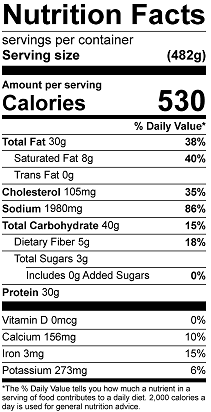 Nutrition Facts
servings per container
Serving size (482g)
Amount per serving
Calories 530
% Daily Value*
Total Fat 30g 38%
Saturated Fat 8g 40%
Trans Fat 0g
Cholesterol 105mg 35%
Sodium 1980mg 86%
Total Carbohydrate 40g 15%
Dietary Fiber 5g 18%
Total Sugars 3g
Includes 0g Added Sugars 0%
Protein 30g
Vitamin D 0mcg 0%
Calcium 156mg 10%
Iron 3mg 15%
Potassium 273mg 6%
*The % Daily Value tells you how much a nutrient in a
serving of food contributes to a daily diet. 2,000 calories a
day is used for general nutrition advice.